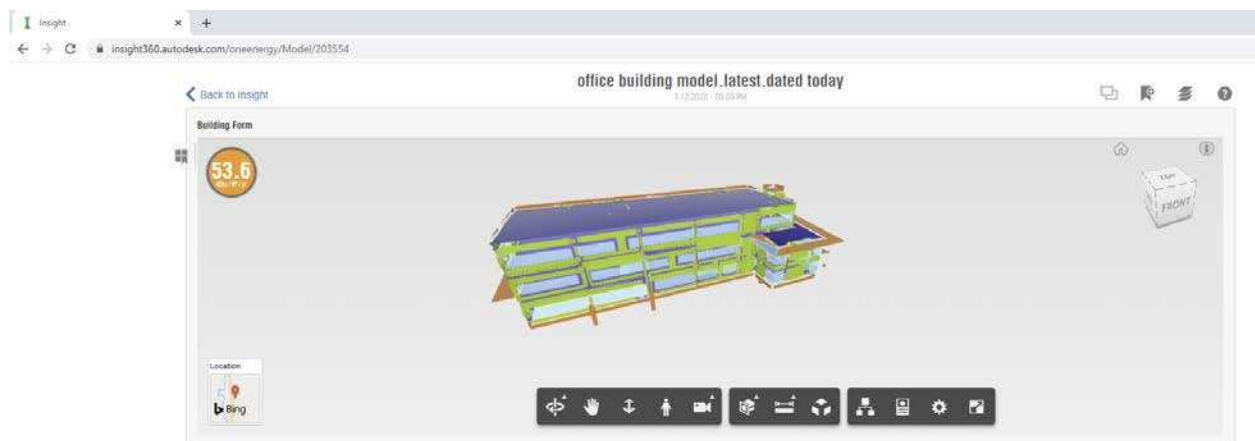 Insight
insight360.autodesk.com/oneenergy/Model/203554
office building model.latest.dated today
Back to Insight
Building Form
53.6
TOP
FRONT
Location
Bing